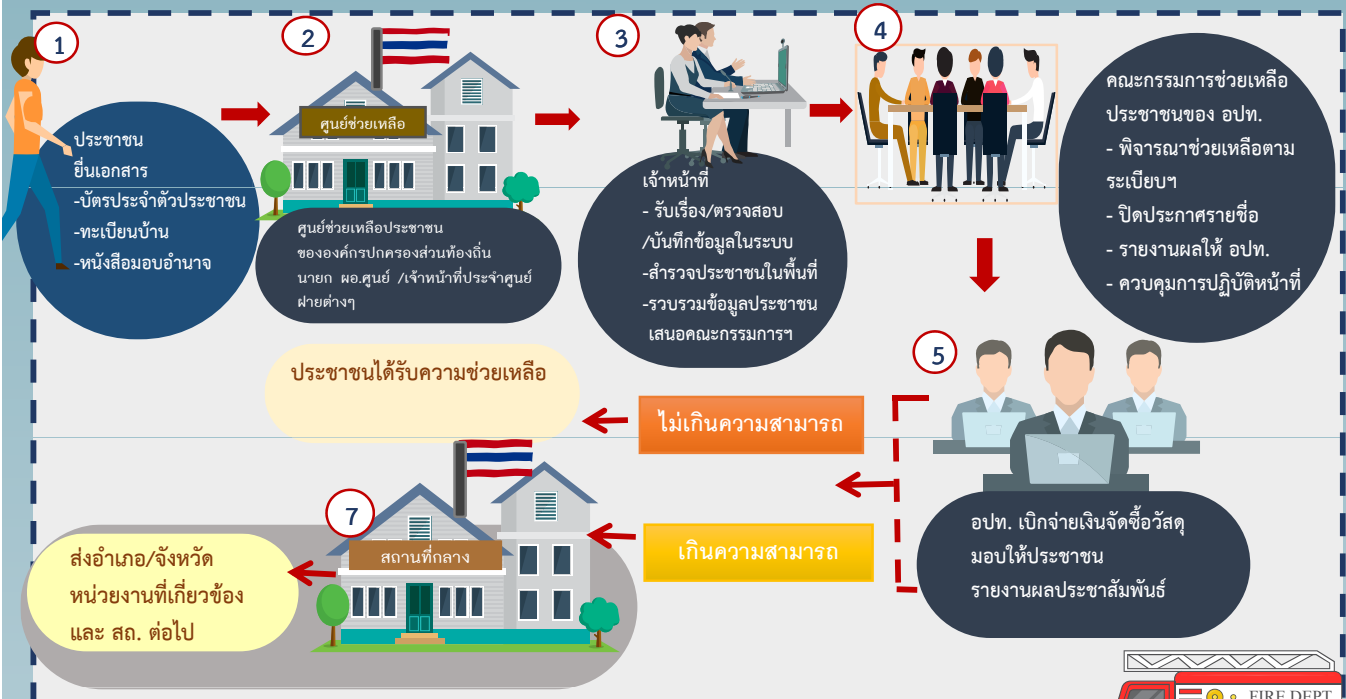 1
ประชาชน
ยื่นเอกสาร
-บัตรประจำตัวประชาชน
-ทะเบียนบ้าน
-หนังสือมอบอำนาจ
2
ศูนย์ช่วยเหลือ
ศูนย์ช่วยเหลือประชาชน
ขององค์กรปกครองส่วนท้องถิ่น
นายก ผอ.ศูนย์ /เจ้าหน้าที่ประจำศูนย์
ฝ่ายต่างๆ
3
เจ้าหน้าที่
- รับเรื่อง/ตรวจสอบ
/บันทึกข้อมูลในระบบ
-สำรวจประชาชนในพื้นที่
-รวบรวมข้อมูลประชาชน
เสนอคณะกรรมการฯ
4
คณะกรรมการช่วยเหลือ
ประชาชนของ อปท.
- พิจารณาช่วยเหลือตาม
ระเบียบฯ
- ปิดประกาศรายชื่อ
- รายงานผลให้ อปท.
- ควบคุมการปฏิบัติหน้าที่
5
อปท. เบิกจ่ายเงินจัดซื้อวัสดุ
มอบให้ประชาชน
รายงานผลประชาสัมพันธ์
ไม่เกินความสามารถ
ประชาชนได้รับความช่วยเหลือ
เกินความสามารถ
7
สถานที่กลาง
ส่งอำเภอ/จังหวัด
หน่วยงานที่เกี่ยวข้อง
และ สถ. ต่อไป
FIRE DEPT